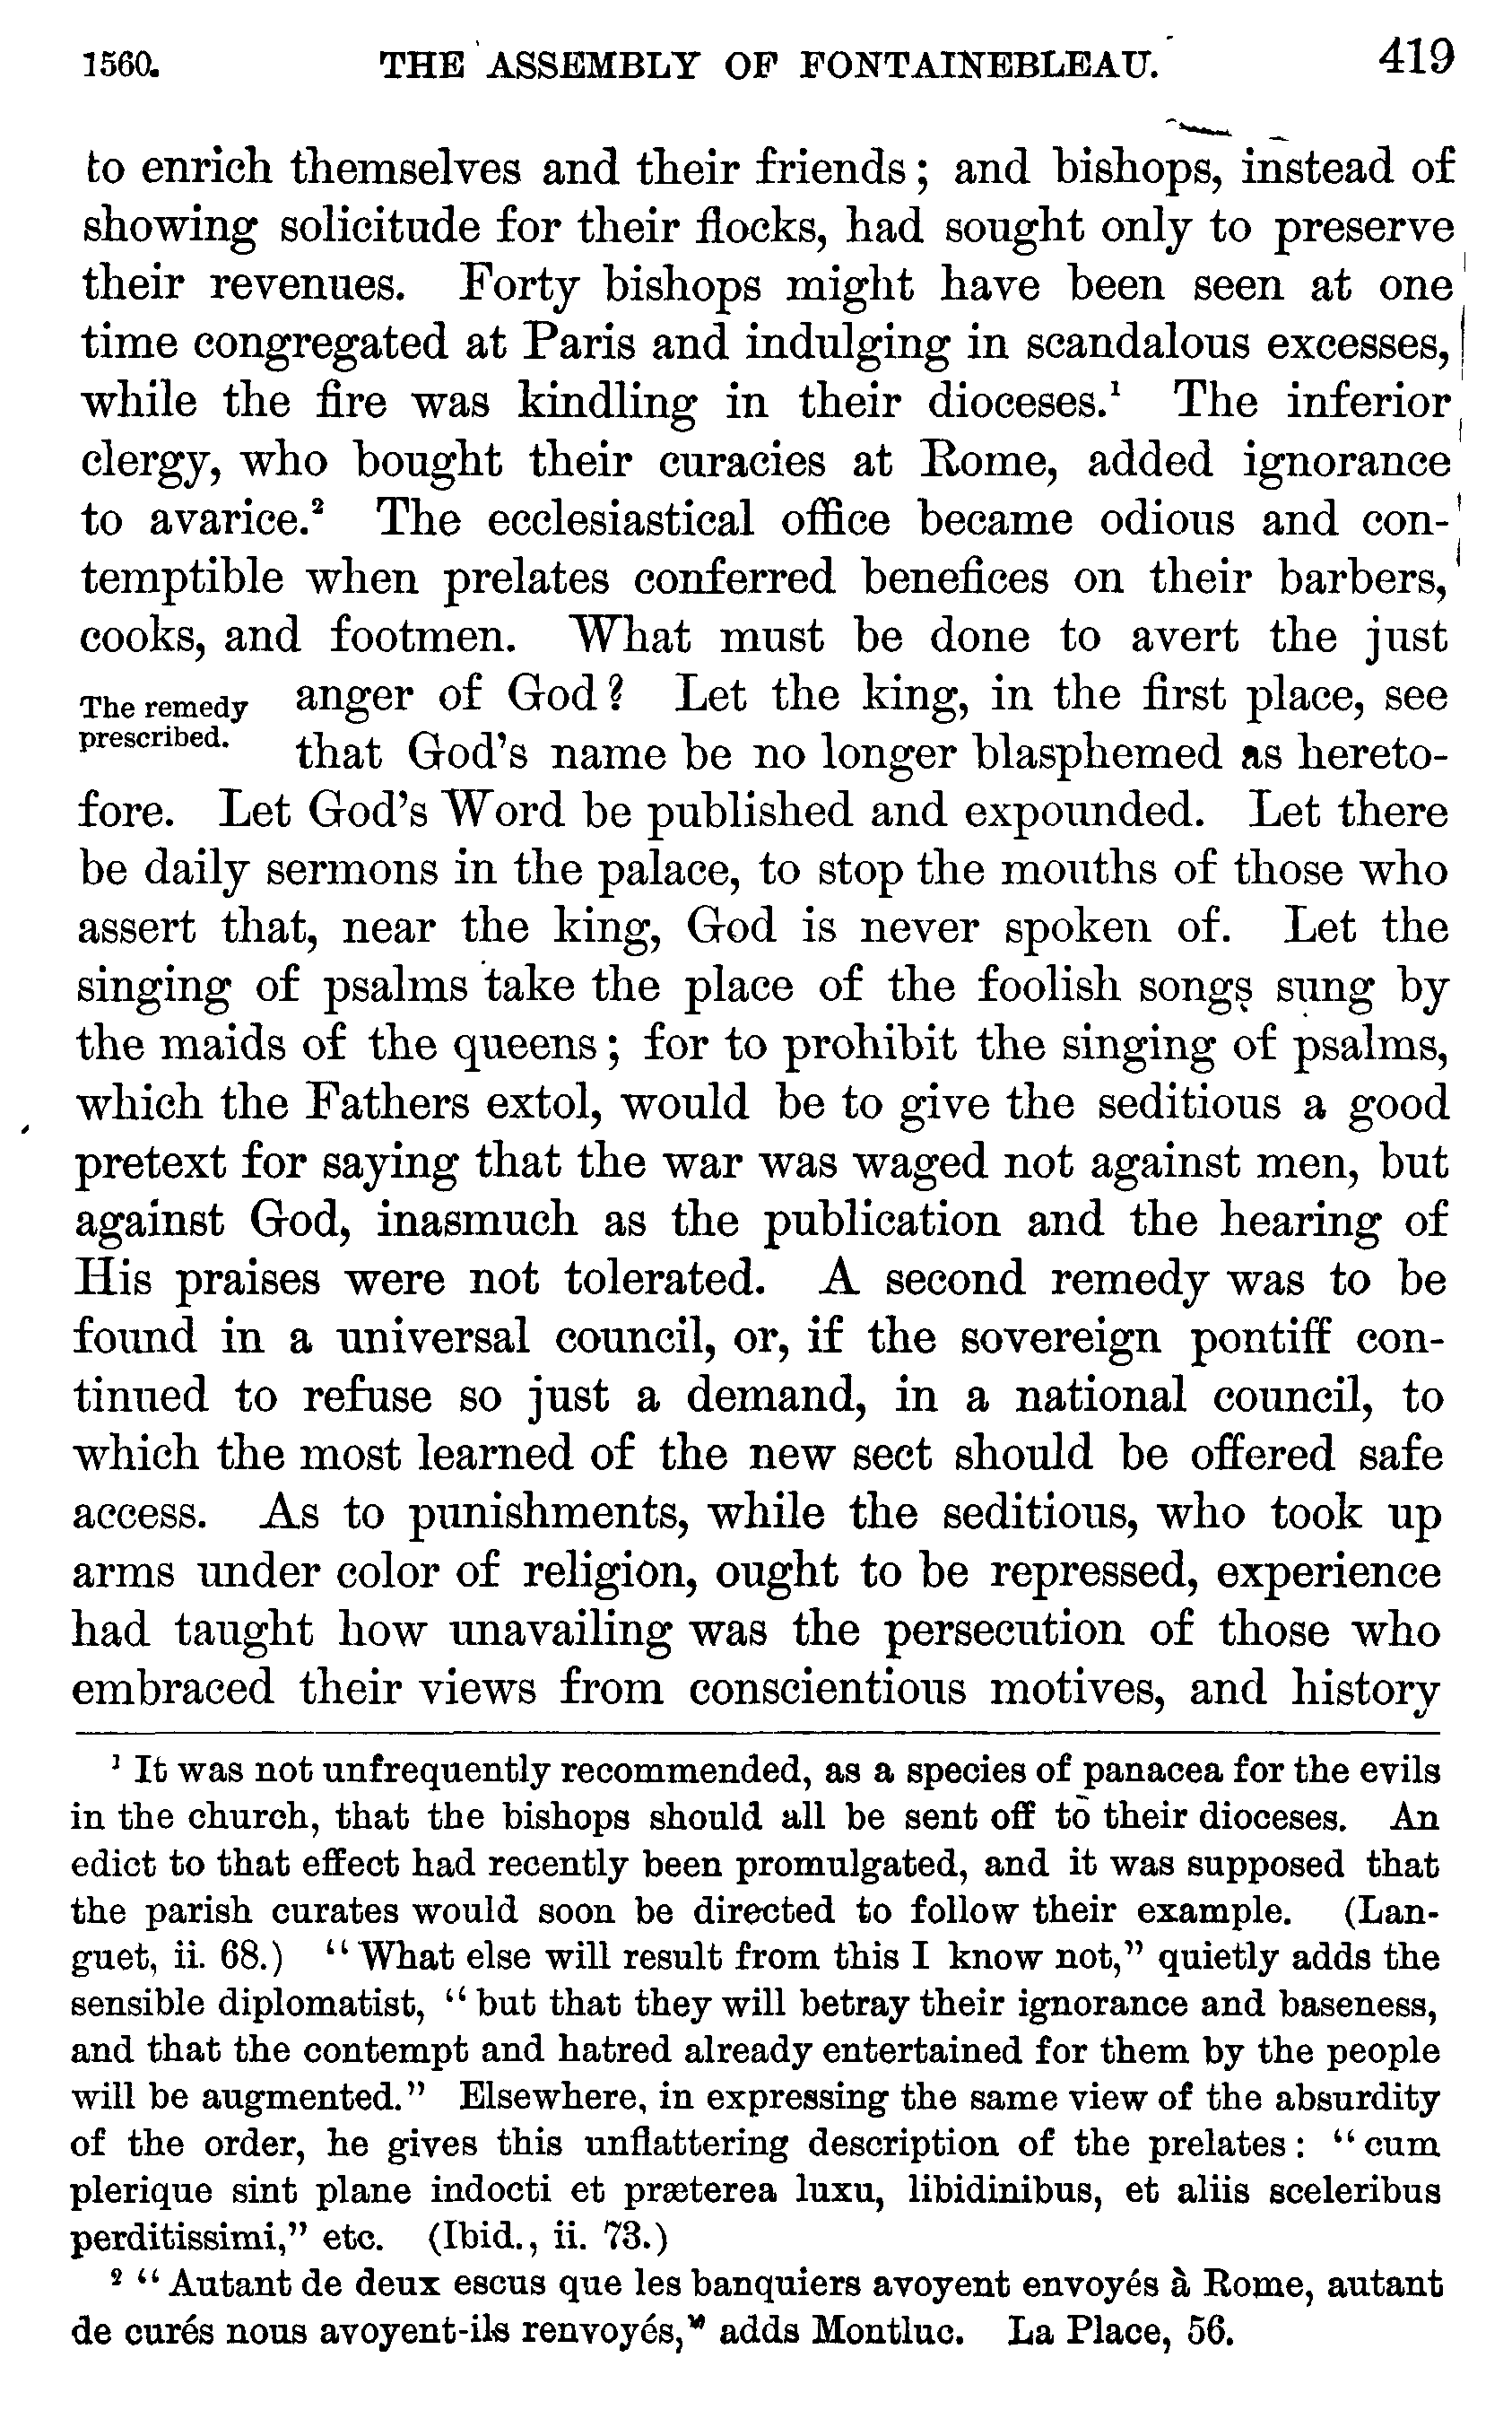 1560. THE ASSEMBLY OF FONTAINEBLEAU. 419
to enrich themselves and their friends; and bishops, instead of
showing solicitude for their flocks, had sought only to preserve
their revenues. Forty bishops might have been seen at one
time congregated at Paris and indulging in scandalous excesses,
while the fire was kindling in their dioceses.¹ The inferior
clergy, who bought their curacies at Rome, added ignorance
to avarice.² The ecclesiastical office became odious and con-
temptible when prelates conferred benefices on their barbers,
cooks, and footmen. What must be done to avert the just
The remedy
prescribed.
anger of God? Let the king, in the first place, see
that God's name be no longer blasphemed as hereto-
fore. Let God's Word be published and expounded. Let there
be daily sermons in the palace, to stop the mouths of those who
assert that, near the king, God is never spoken of. Let the
singing of psalms take the place of the foolish songs sung by
the maids of the queens; for to prohibit the singing of psalms,
which the Fathers extol, would be to give the seditious a good
pretext for saying that the war was waged not against men, but
against God, inasmuch as the publication and the hearing of
His praises were not tolerated. A second remedy was to be
found in a universal council, or, if the sovereign pontiff con-
tinued to refuse so just a demand, in a national council, to
which the most learned of the new sect should be offered safe
access. As to punishments, while the seditious, who took up
arms under color of religion, ought to be repressed, experience
had taught how unavailing was the persecution of those who
embraced their views from conscientious motives, and history
¹ It was not unfrequently recommended, as a species of panacea for the evils
in the church, that the bishops should all be sent off to their dioceses. An
edict to that effect had recently been promulgated, and it was supposed that
the parish curates would soon be directed to follow their example. (Lan-
guet, ii. 68.) "What else will result from this I know not," quietly adds the
sensible diplomatist, "but that they will betray their ignorance and baseness,
and that the contempt and hatred already entertained for them by the people
will be augmented." Elsewhere, in expressing the same view of the absurdity
of the order, he gives this unflattering description of the prelates: "cum
plerique sint plane indocti et præterea luxu, libidinibus, et aliis sceleribus
perditissimi," etc. (Ibid., ii. 73.)
² "Autant de deux escus que les banquiers avoyent envoyés à Rome, autant
de curés nous avoyent-ils renvoyés," adds Montluc. La Place, 56.